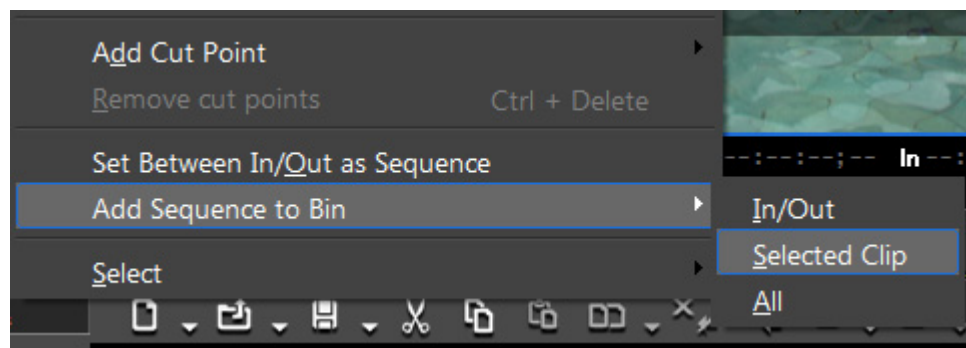 Add Cut Point
Remove cut points Ctrl + Delete
Set Between In/Out as Sequence
--:--:--;-- In --:
Add Sequence to Bin
In/Out
Selected Clip
Select
All